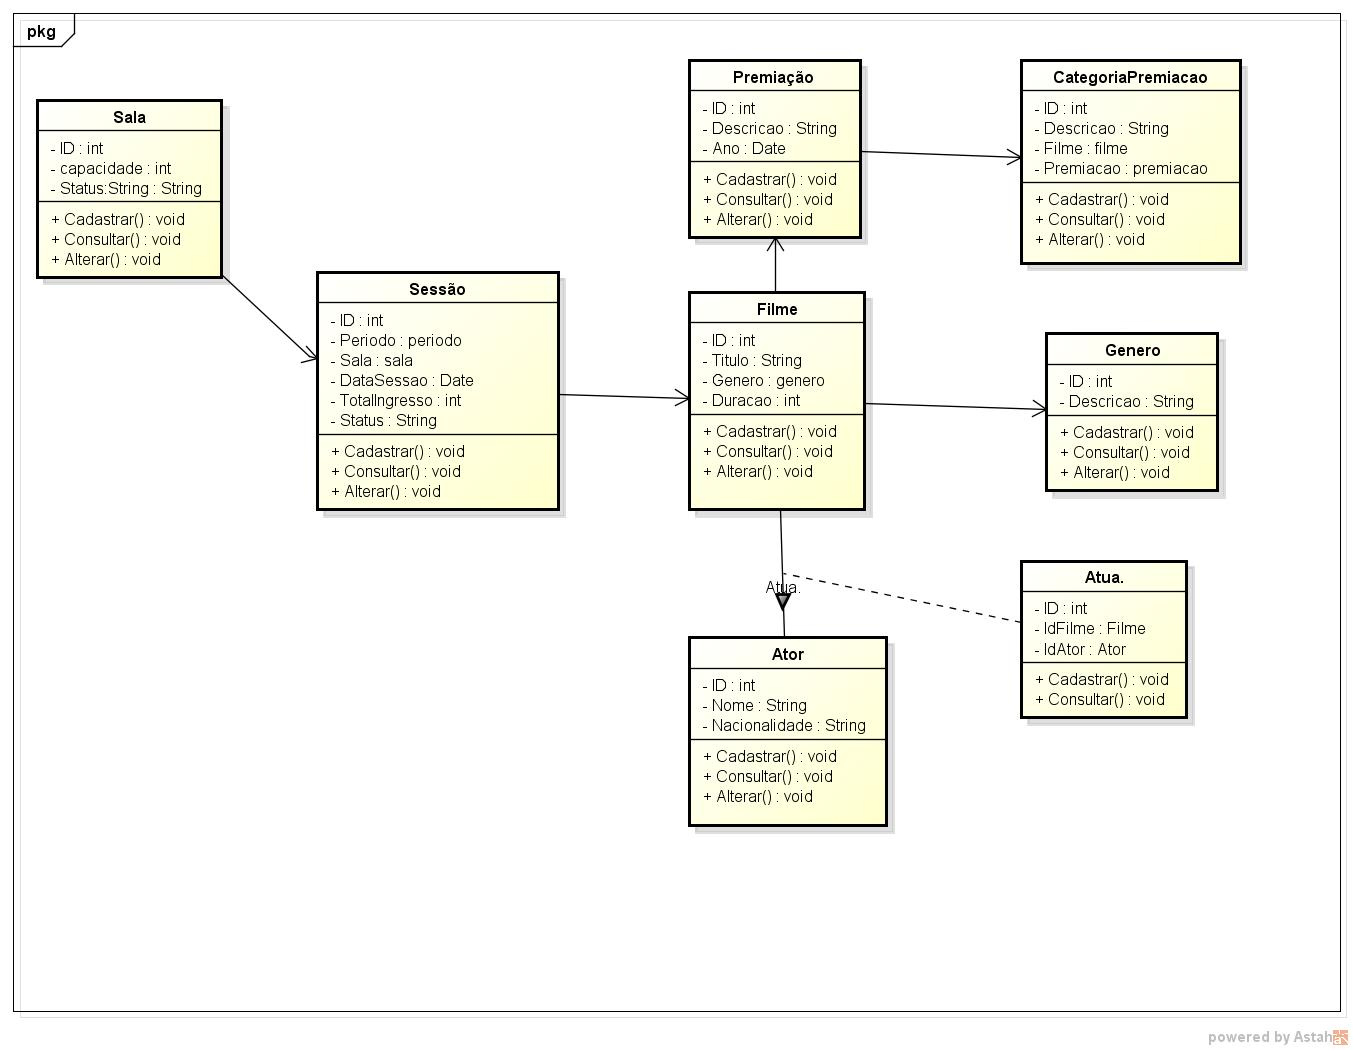 pkg
Sala
- ID : int
- capacidade : int
- Status:String : String
+ Cadastrar() : void
+ Consultar() : void
+ Alterar() : void
Sessão
- ID : int
- Periodo : periodo
- Sala : sala
- DataSessao : Date
- TotalIngresso : int
- Status : String
+ Cadastrar() : void
+ Consultar() : void
+ Alterar() : void
Premiação
- ID : int
- Descricao : String
- Ano : Date
+ Cadastrar() : void
+ Consultar() : void
+ Alterar() : void
CategoriaPremiacao
- ID : int
- Descricao : String
- Filme : filme
- Premiacao : premiacao
+ Cadastrar() : void
+ Consultar() : void
+ Alterar() : void
Filme
- ID : int
- Titulo : String
- Genero : genero
- Duracao : int
+ Cadastrar() : void
+ Consultar() : void
+ Alterar() : void
Genero
- ID : int
- Descricao : String
+ Cadastrar() : void
+ Consultar() : void
+ Alterar() : void
Atua.
Atua.
- ID : int
- IdFilme : Filme
- IdAtor : Ator
+ Cadastrar() : void
+ Consultar() : void
Ator
- ID : int
- Nome : String
- Nacionalidade : String
+ Cadastrar() : void
+ Consultar() : void
+ Alterar() : void
powered by Astah